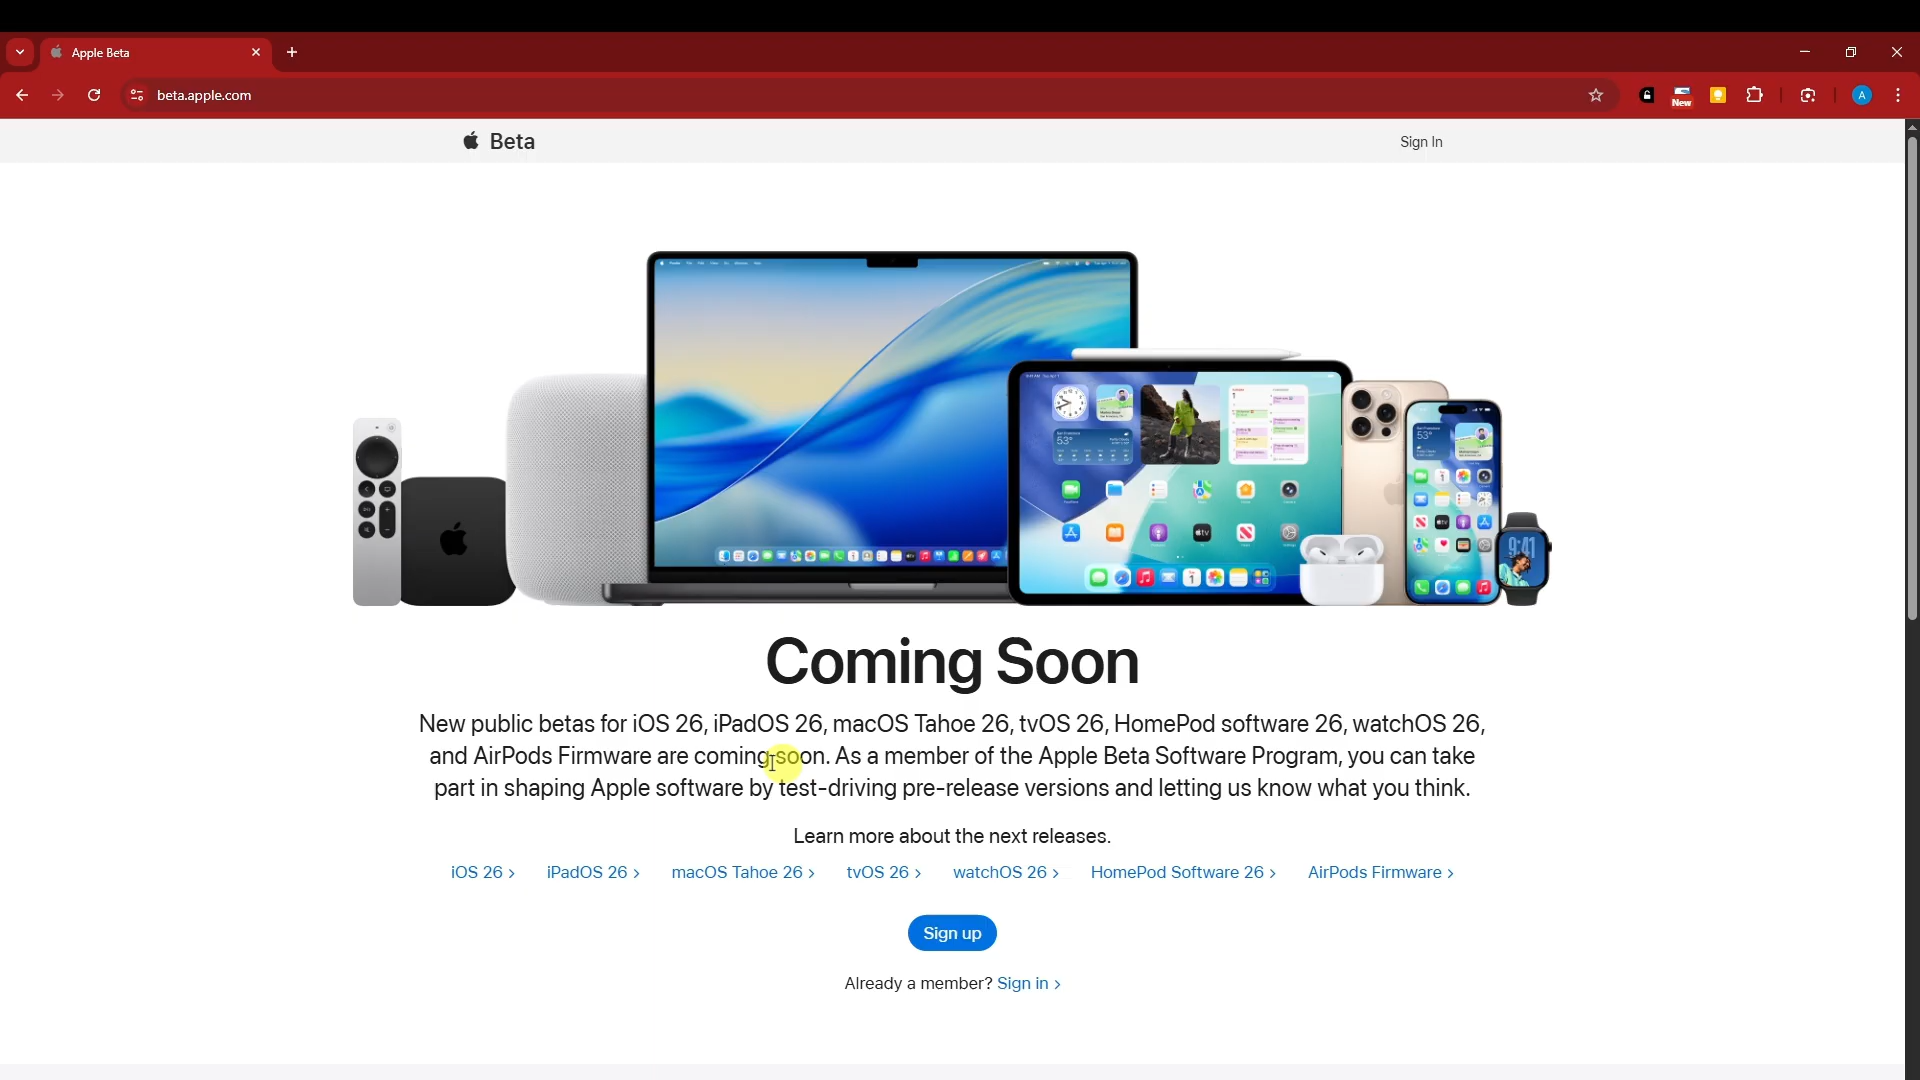 Apple Beta
beta.apple.com
New
A
Beta
Sign In
9:41
53°
53°
Coming Soon
New public betas for iOS 26, iPadOS 26, macOS Tahoe 26, tvOS 26, HomePod software 26, watchOS 26,
and AirPods Firmware are coming soon. As a member of the Apple Beta Software Program, you can take
part in shaping Apple software by test-driving pre-release versions and letting us know what you think.
Learn more about the next releases.
iOS 26 > iPadOS 26 > macOS Tahoe 26 > tvOS 26 > watchOS 26 > HomePod Software 26 > AirPods Firmware >
Sign up
Already a member? Sign in >